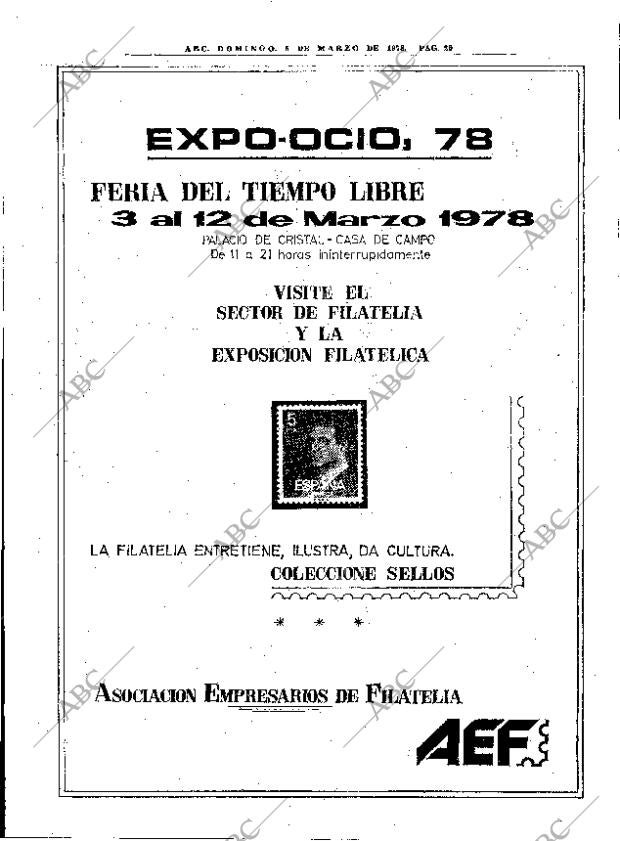 ABC. DOMINGO, 5 DE MARZO DE 1978. PAG. 29
EXPO-OCIO, 78
FERIA DEL TIEMPO LIBRE
3 al 12 de Marzo 1978
PALACIO DE CRISTAL - CASA DE CAMPO
De 11 a 21 horas ininterrupidamente
VISITE EL
SECTOR DE FILATELIA
Y LA
EXPOSICION FILATELICA
5
ESPAÑA
LA FILATELIA ENTRETIENE, ILUSTRA, DA CULTURA.
COLECCIONE SELLOS
* * *
ASOCIACION EMPRESARIOS DE FILATELIA
AEF